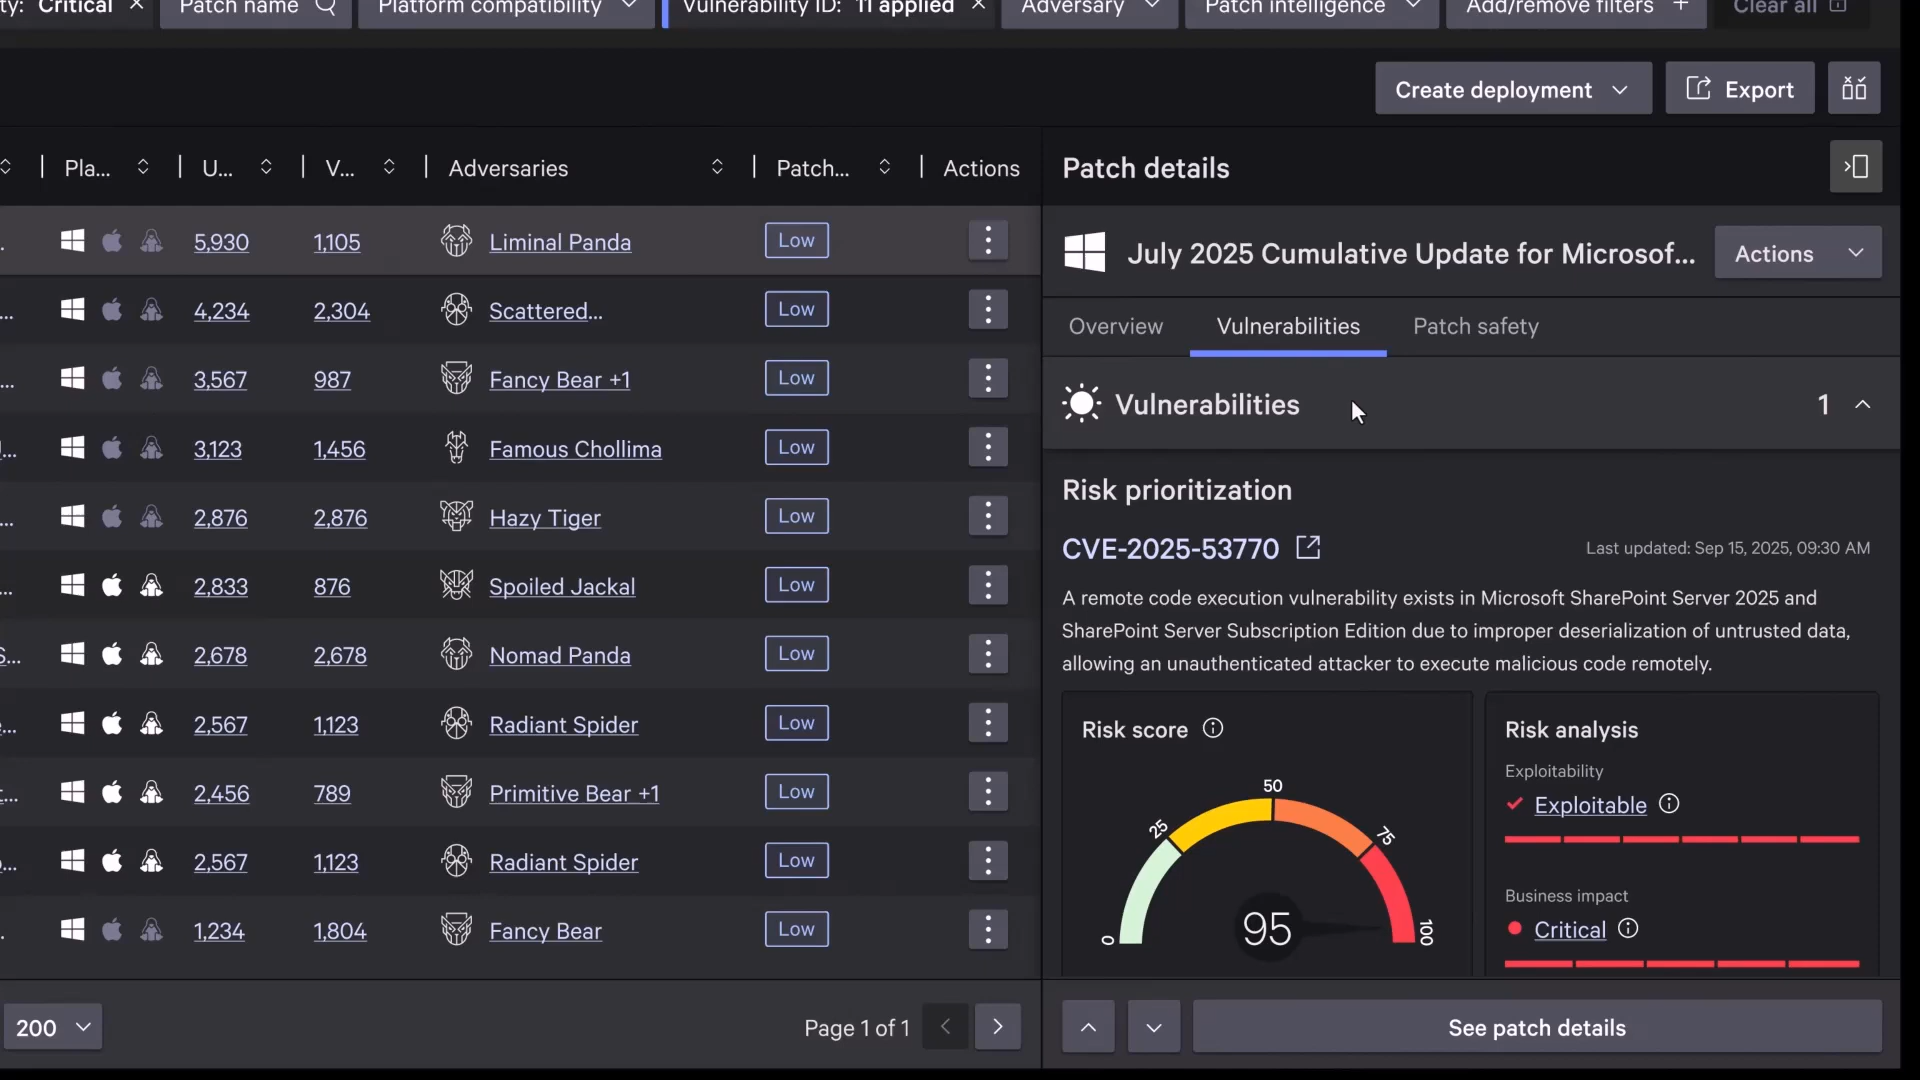 ty: Critical × Patch name Platform compatibility Vulnerability ID: 11 applied × Adversary Patch intelligence Add/remove filters + Clear all
Create deployment Export
Pla... U... V... Adversaries Patch... Actions
. 5,930 1,105 Liminal Panda Low
... 4,234 2,304 Scattered... Low
... 3,567 987 Fancy Bear +1 Low
... 3,123 1,456 Famous Chollima Low
... 2,876 2,876 Hazy Tiger Low
... 2,833 876 Spoiled Jackal Low
S... 2,678 2,678 Nomad Panda Low
... 2,567 1,123 Radiant Spider Low
... 2,456 789 Primitive Bear +1 Low
... 2,567 1,123 Radiant Spider Low
. 1,234 1,804 Fancy Bear Low
200 Page 1 of 1
Patch details
July 2025 Cumulative Update for Microsof... Actions
Overview Vulnerabilities Patch safety
Vulnerabilities 1
Risk prioritization
CVE-2025-53770 Last updated: Sep 15, 2025, 09:30 AM
A remote code execution vulnerability exists in Microsoft SharePoint Server 2025 and
SharePoint Server Subscription Edition due to improper deserialization of untrusted data,
allowing an unauthenticated attacker to execute malicious code remotely.
Risk score
0 25 50 75 100
95
Risk analysis
Exploitability
Exploitable
Business impact
Critical
See patch details